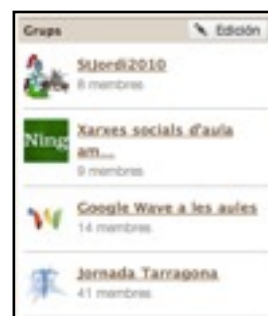 Grups
Edición
StJordi2010
8 membres
Ning
Xarxes socials d'aula
am...
9 membres
Google Wave a les aules
14 membres
Jornada Tarragona
41 membres